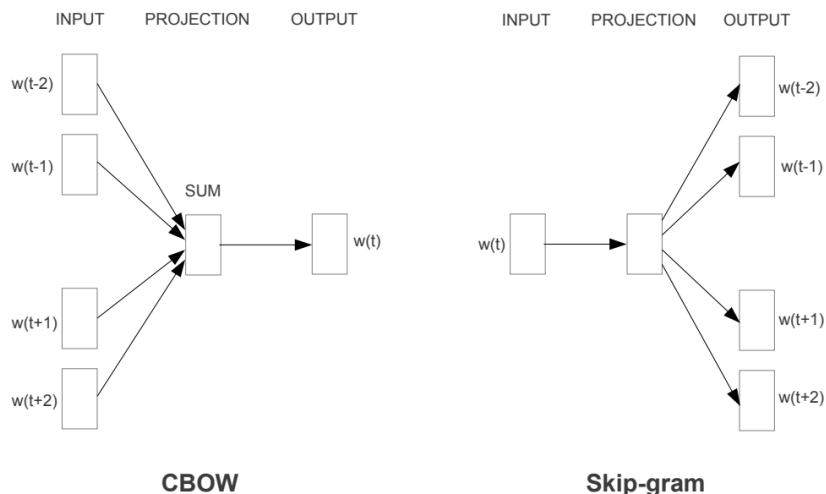 INPUT PROJECTION OUTPUT
w(t-2)
w(t-1)
SUM
w(t)
w(t+1)
w(t+2)
CBOW
INPUT PROJECTION OUTPUT
w(t-2)
w(t-1)
w(t)
w(t+1)
w(t+2)
Skip-gram